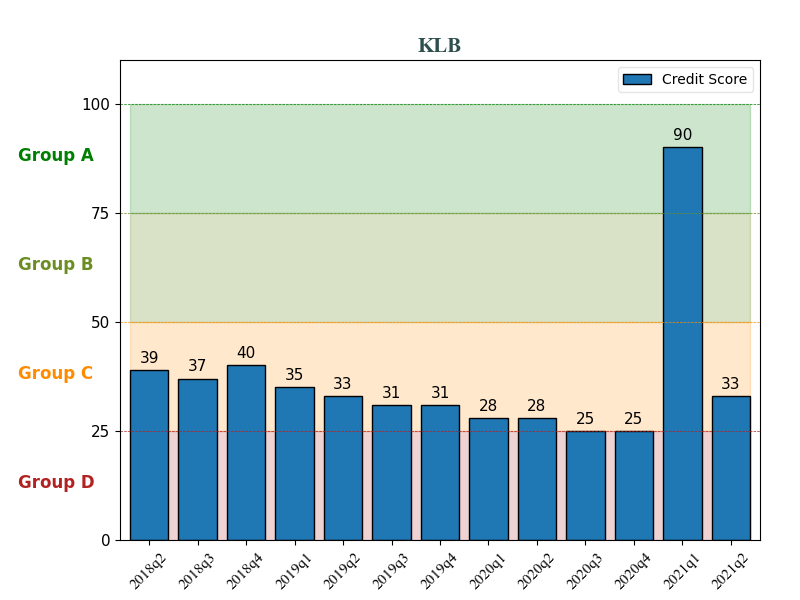 KLB
Credit Score
100
75
50
25
0
Group A
Group B
Group C
Group D
39
37
40
35
33
31
31
28
28
25
25
90
33
2018q2
2018q3
2018q4
2019q1
2019q2
2019q3
2019q4
2020q1
2020q2
2020q3
2020q4
2021q1
2021q2